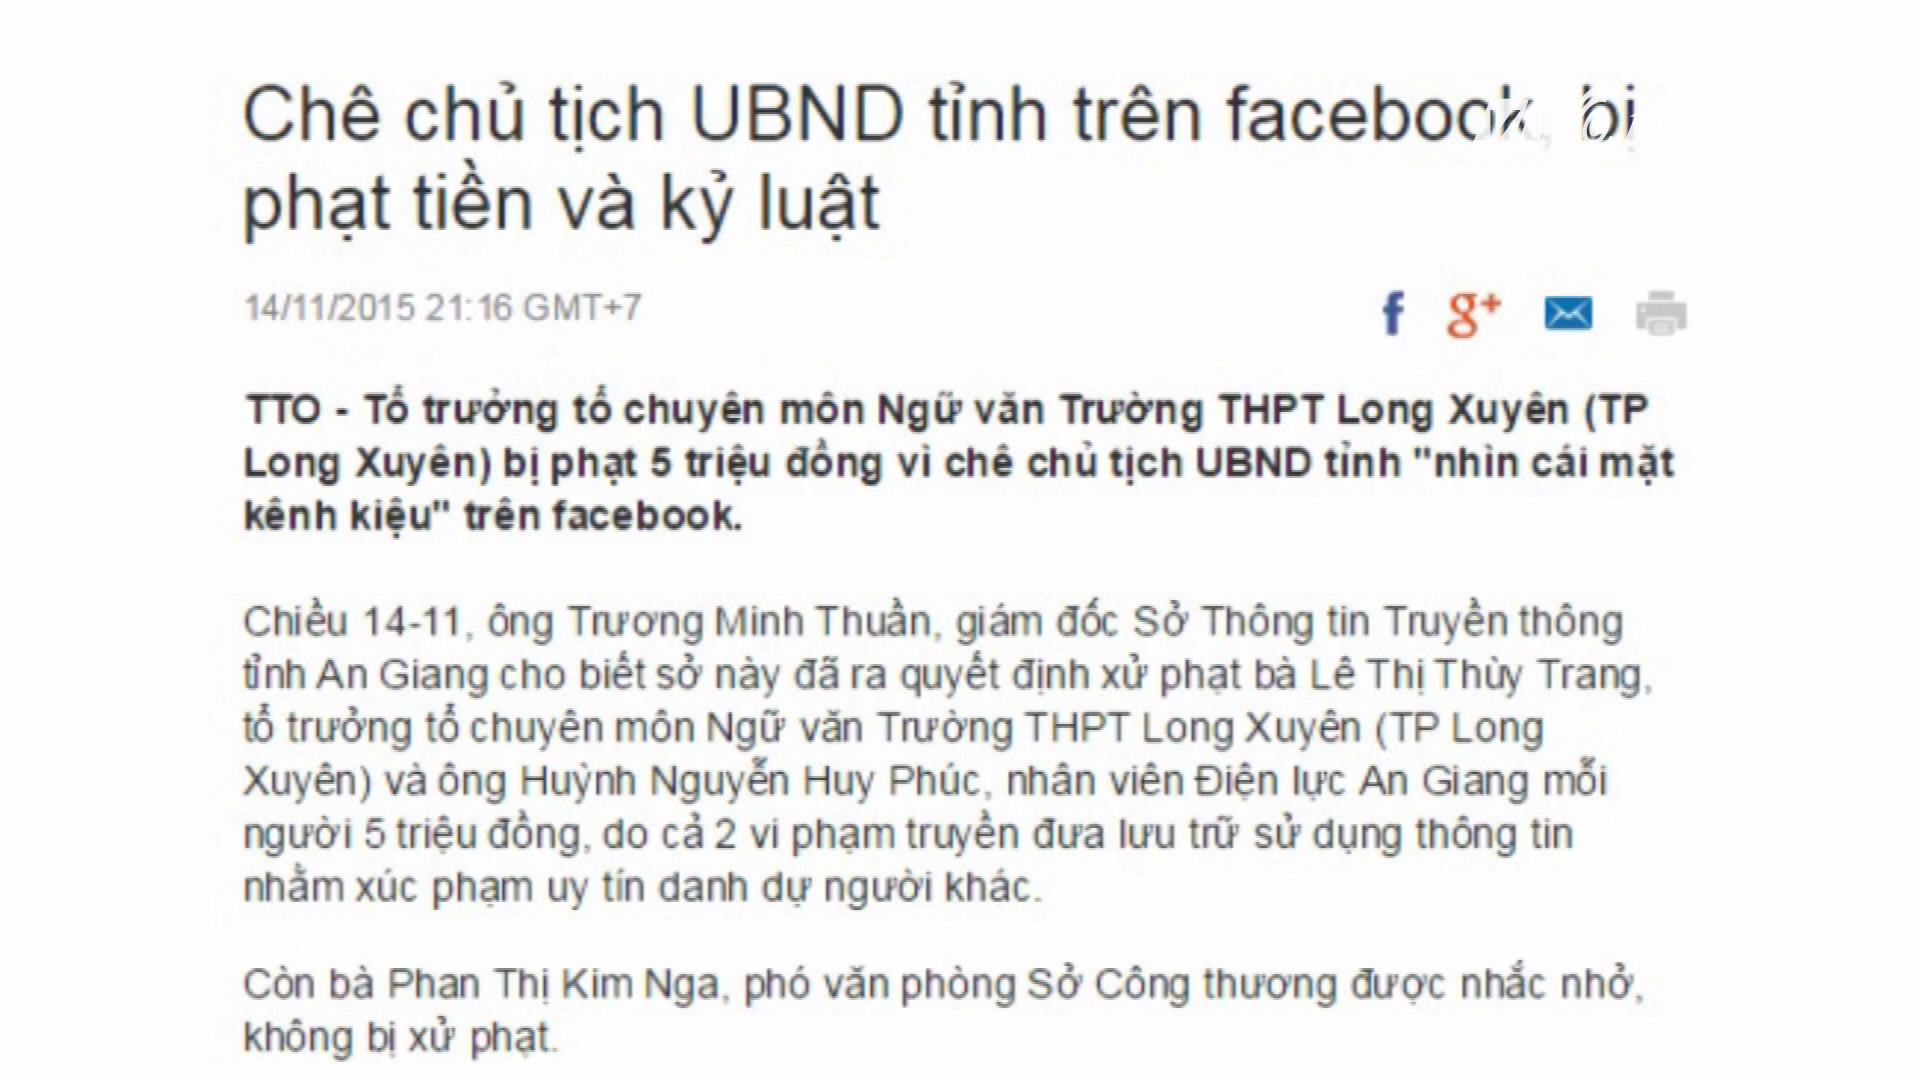 Chê chủ tịch UBND tỉnh trên facebook, bị
phạt tiền và kỷ luật
14/11/2015 21:16 GMT+7
TTO - Tổ trưởng tổ chuyên môn Ngữ văn Trường THPT Long Xuyên (TP
Long Xuyên) bị phạt 5 triệu đồng vì chê chủ tịch UBND tỉnh "nhìn cái mặt
kênh kiệu" trên facebook.
Chiều 14-11, ông Trương Minh Thuần, giám đốc Sở Thông tin Truyền thông
tỉnh An Giang cho biết sở này đã ra quyết định xử phạt bà Lê Thị Thùy Trang,
tổ trưởng tổ chuyên môn Ngữ văn Trường THPT Long Xuyên (TP Long
Xuyên) và ông Huỳnh Nguyễn Huy Phúc, nhân viên Điện lực An Giang mỗi
người 5 triệu đồng, do cả 2 vi phạm truyền đưa lưu trữ sử dụng thông tin
nhằm xúc phạm uy tín danh dự người khác.
Còn bà Phan Thị Kim Nga, phó văn phòng Sở Công thương được nhắc nhở,
không bị xử phạt.